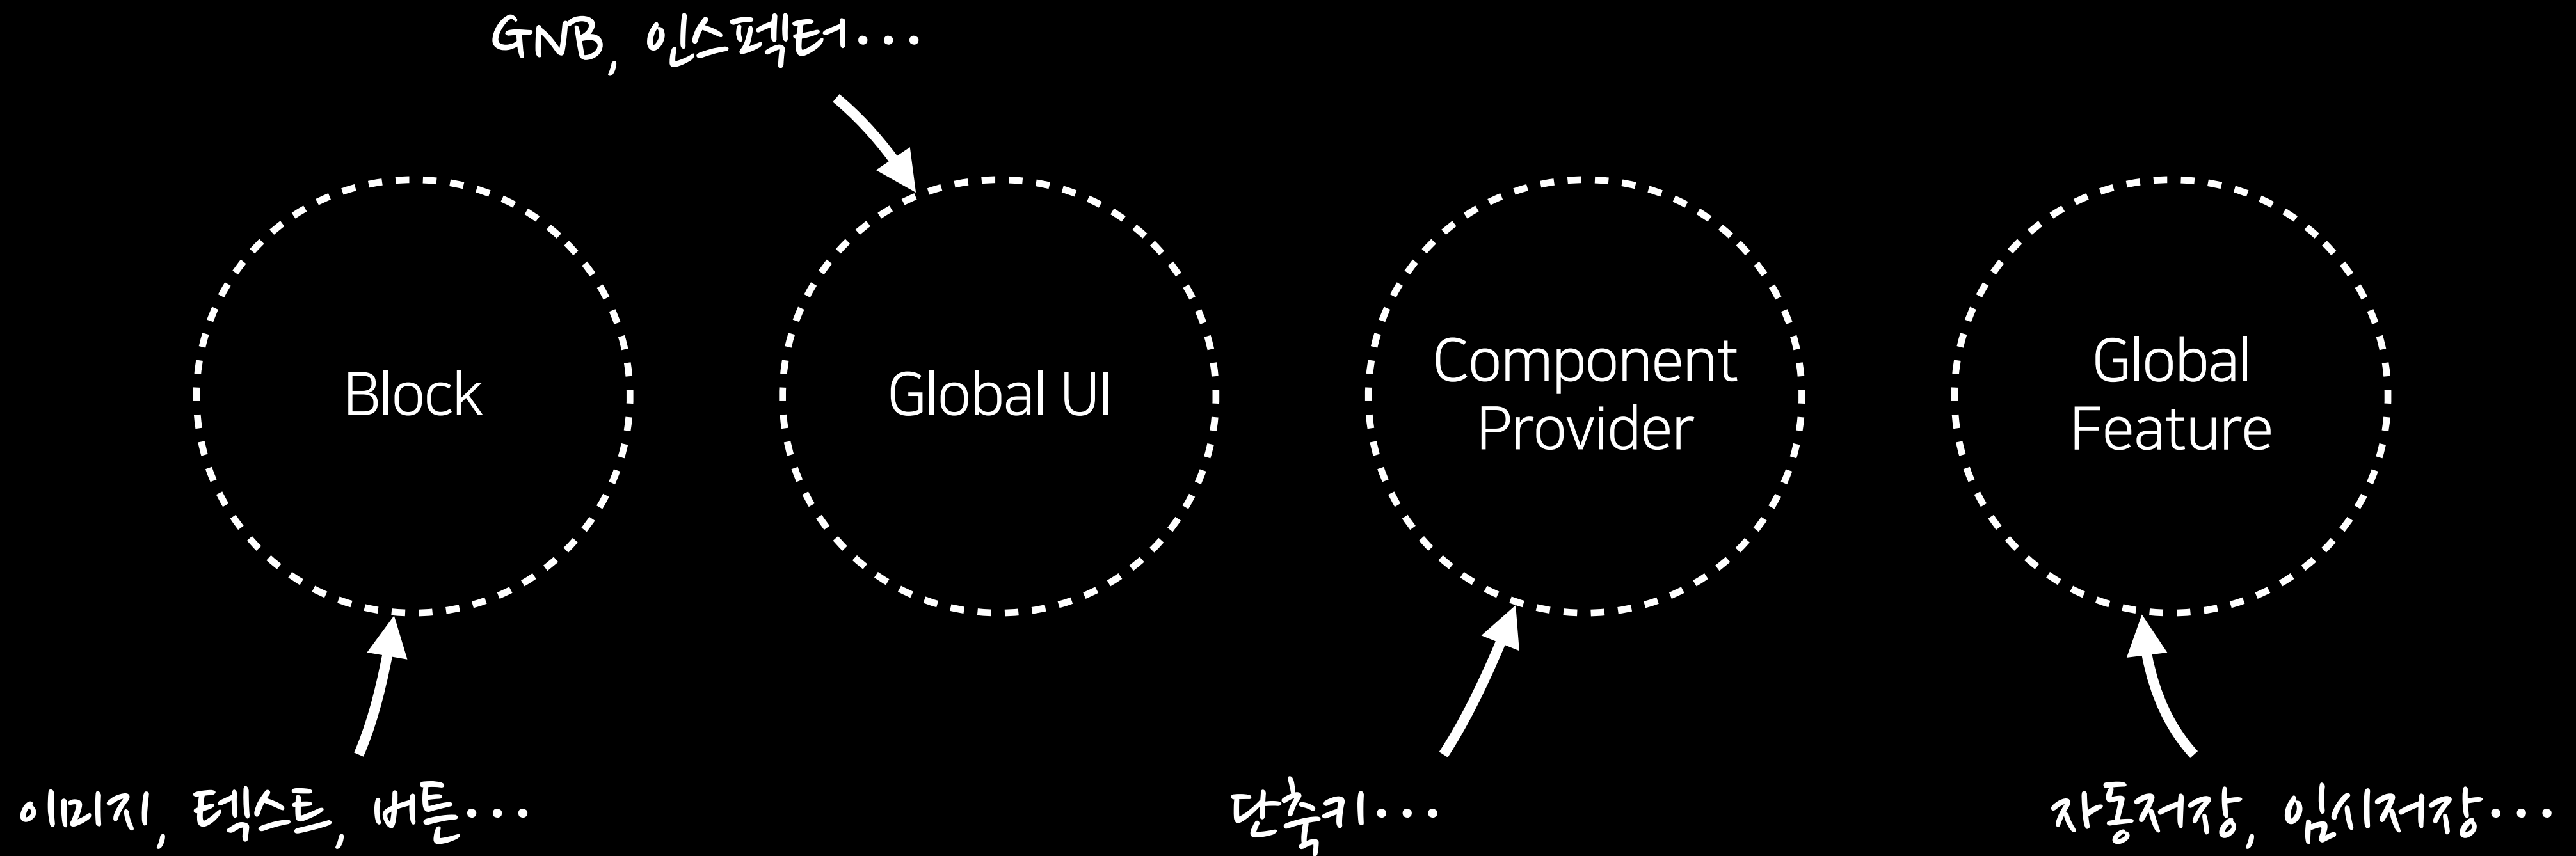 GNB, 인스펙터...
Block
Global UI
Component
Provider
Global
Feature
이미지, 텍스트, 버튼...
단축키...
자동저장, 임시저장...